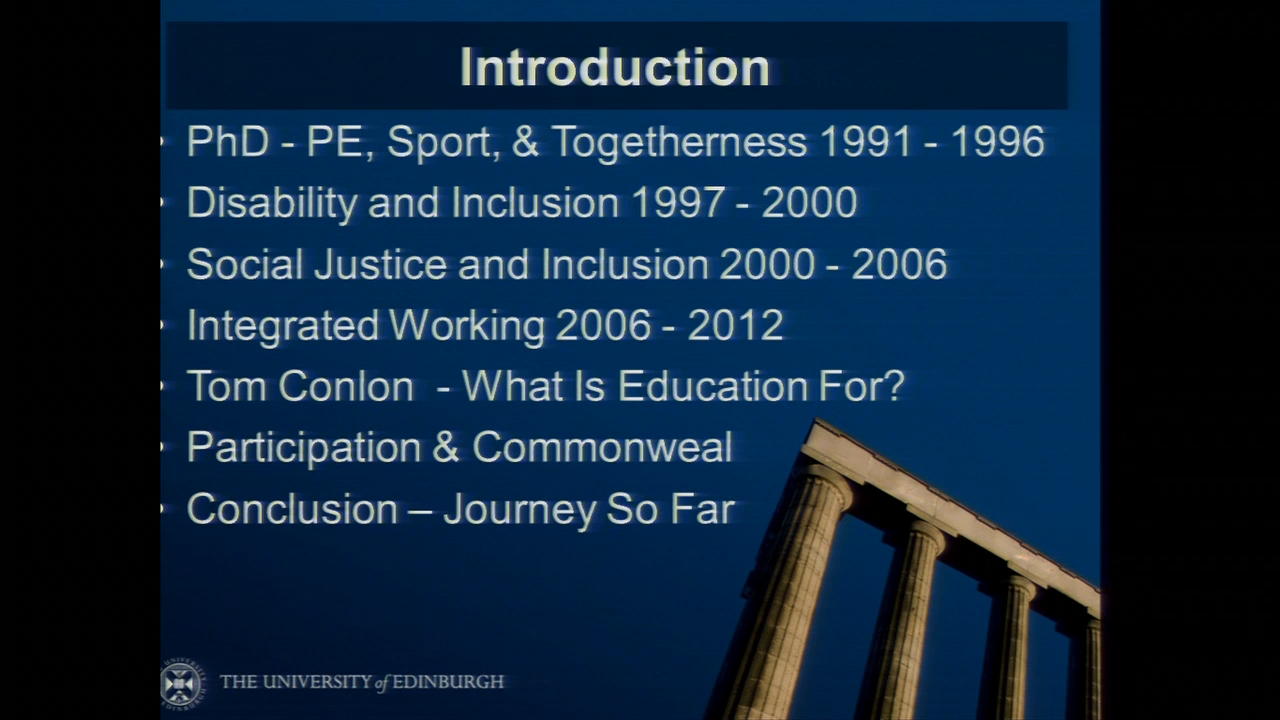 Introduction
• PhD - PE, Sport, & Togetherness 1991 - 1996
• Disability and Inclusion 1997 - 2000
• Social Justice and Inclusion 2000 - 2006
• Integrated Working 2006 - 2012
• Tom Conlon - What Is Education For?
• Participation & Commonweal
• Conclusion – Journey So Far
THE UNIVERSITY of EDINBURGH